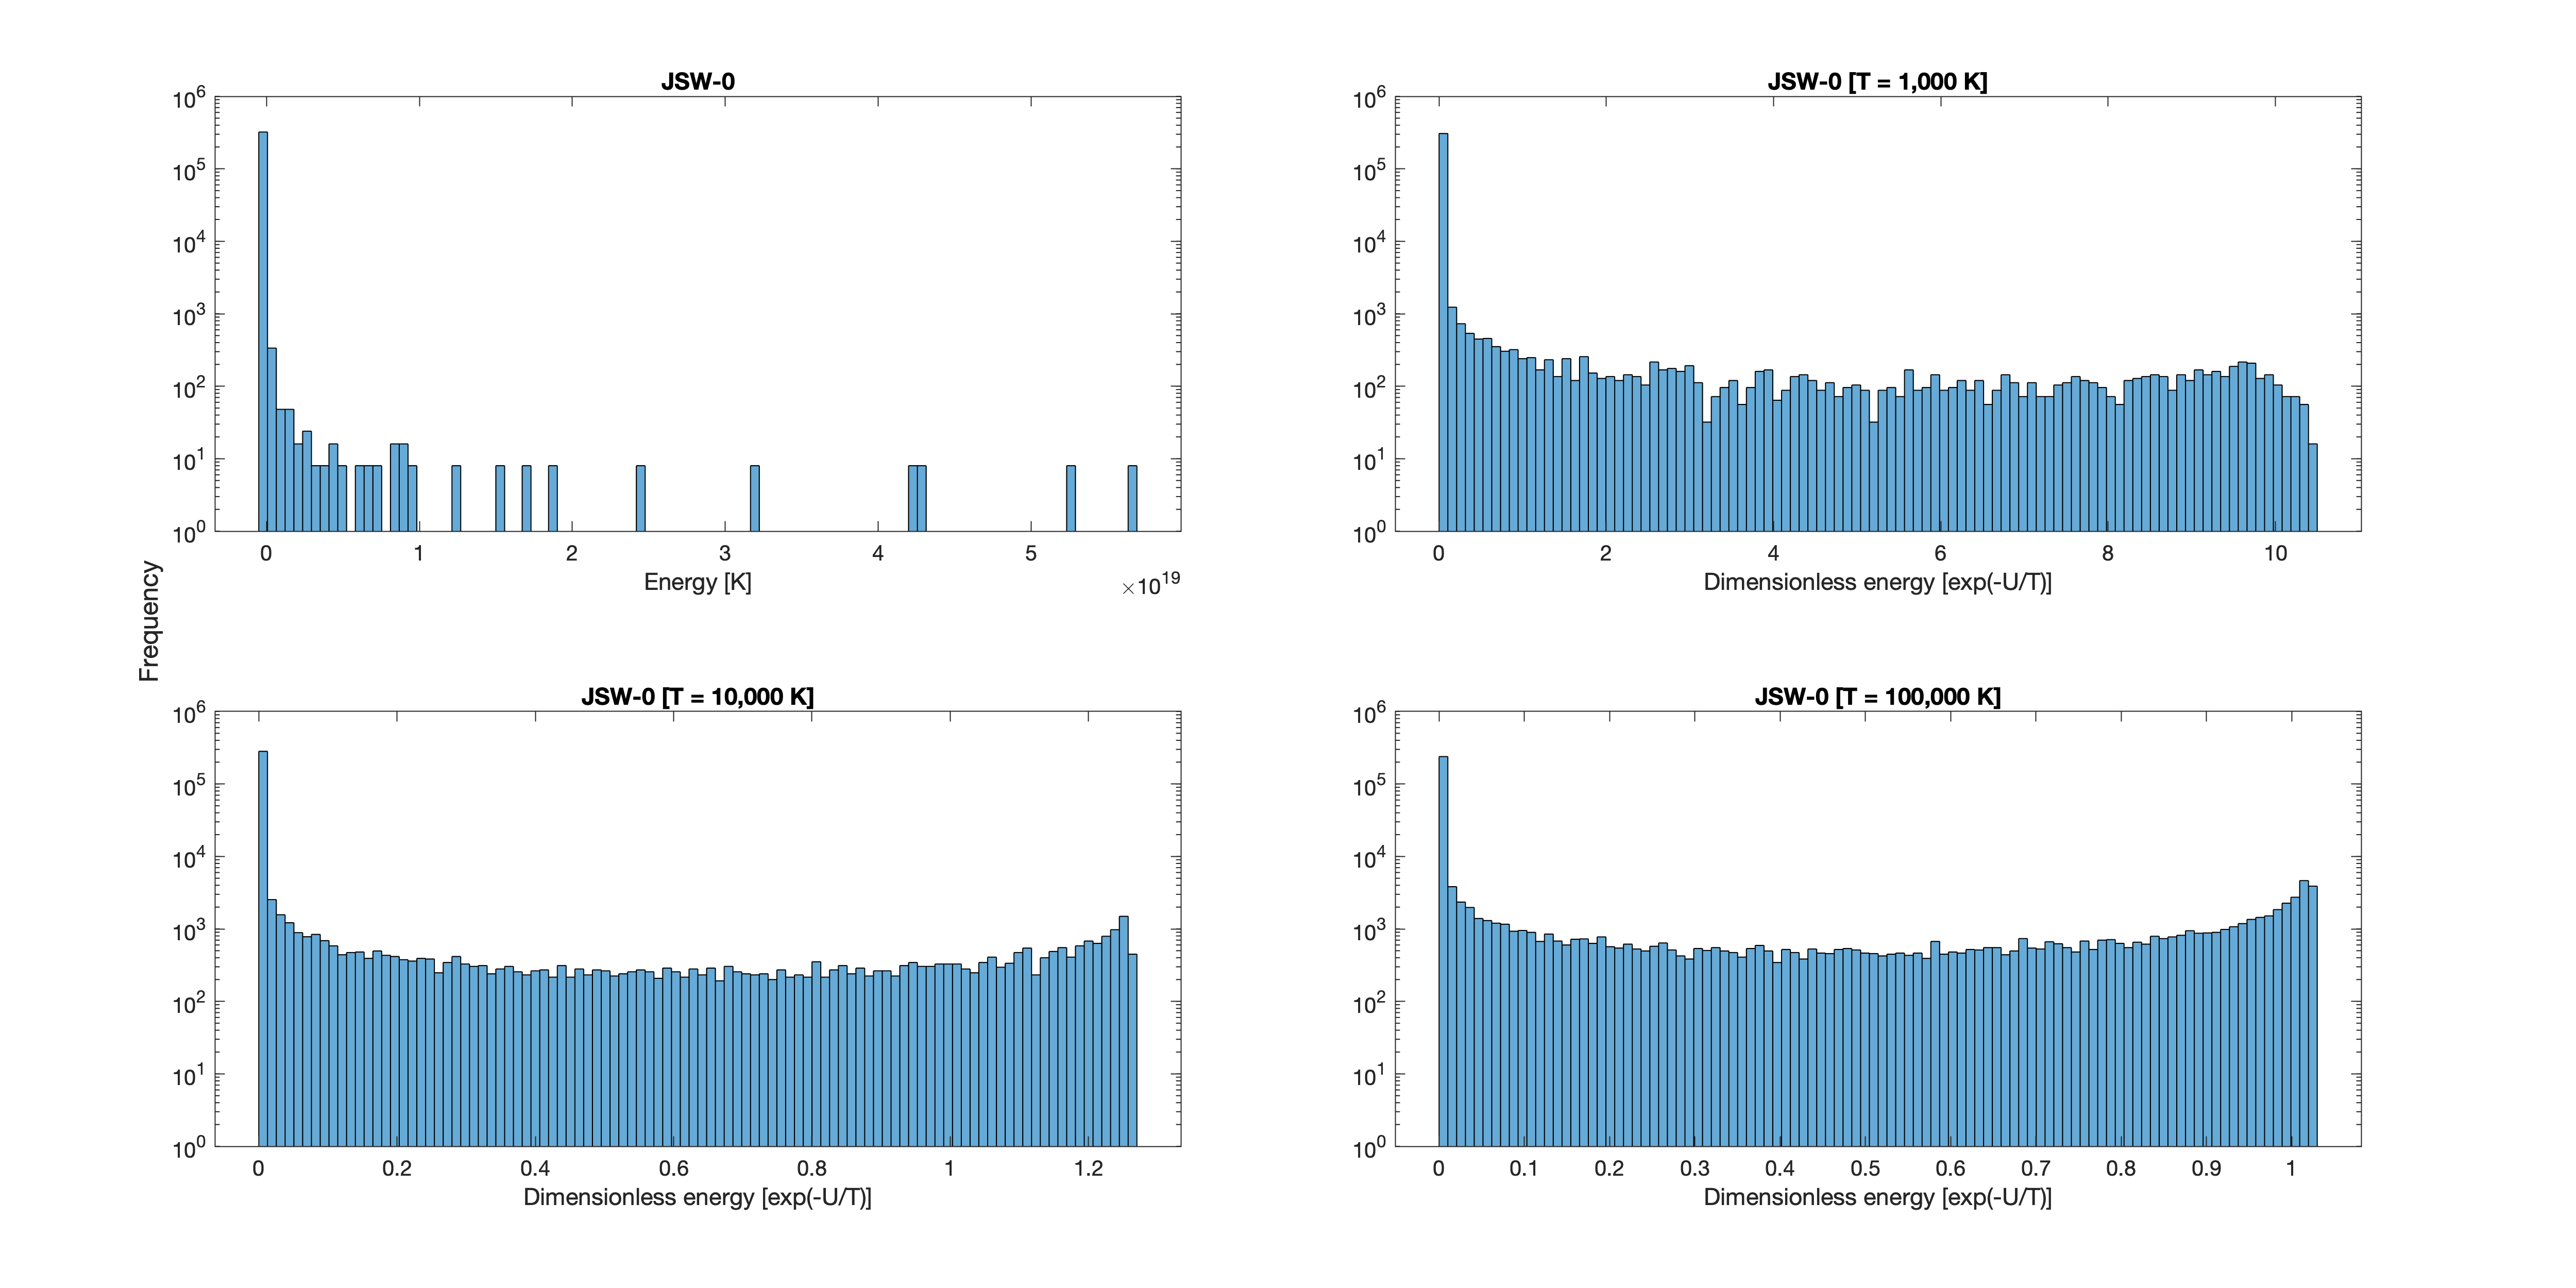 JSW-0
10^6
10^5
10^4
10^3
10^2
10^1
10^0
0 1 2 3 4 5
Energy [K]
×10^19
JSW-0 [T = 1,000 K]
10^6
10^5
10^4
10^3
10^2
10^1
10^0
0 2 4 6 8 10
Dimensionless energy [exp(-U/T)]
Frequency
JSW-0 [T = 10,000 K]
10^6
10^5
10^4
10^3
10^2
10^1
10^0
0 0.2 0.4 0.6 0.8 1 1.2
Dimensionless energy [exp(-U/T)]
JSW-0 [T = 100,000 K]
10^6
10^5
10^4
10^3
10^2
10^1
10^0
0 0.1 0.2 0.3 0.4 0.5 0.6 0.7 0.8 0.9 1
Dimensionless energy [exp(-U/T)]